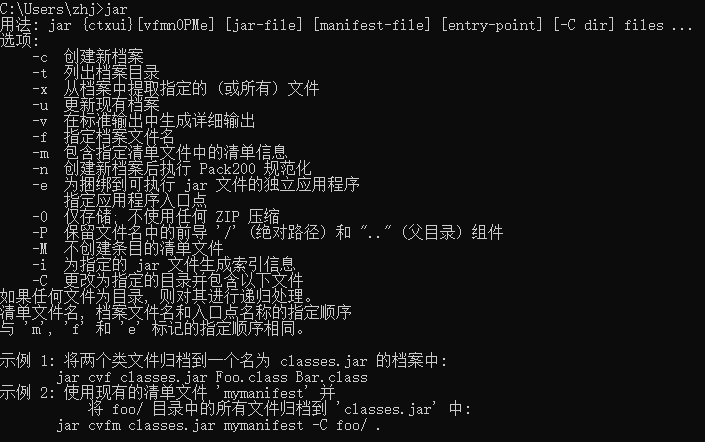 C:\Users\zhj>jar
用法: jar {ctxui}[vfmn0PMe] [jar-file] [manifest-file] [entry-point] [-C dir] files ...
选项:
    -c  创建新档案
    -t  列出档案目录
    -x  从档案中提取指定的 (或所有) 文件
    -u  更新现有档案
    -v  在标准输出中生成详细输出
    -f  指定档案文件名
    -m  包含指定清单文件中的清单信息
    -n  创建新档案后执行 Pack200 规范化
    -e  为捆绑到可执行 jar 文件的独立应用程序
        指定应用程序入口点
    -0  仅存储; 不使用任何 ZIP 压缩
    -P  保留文件名中的前导 '/' (绝对路径) 和 ".." (父目录) 组件
    -M  不创建条目的清单文件
    -i  为指定的 jar 文件生成索引信息
    -C  更改为指定的目录并包含以下文件
如果任何文件为目录, 则对其进行递归处理。
清单文件名, 档案文件名和入口点名称的指定顺序
与 'm', 'f' 和 'e' 标记的指定顺序相同。

示例 1: 将两个类文件归档到一个名为 classes.jar 的档案中:
       jar cvf classes.jar Foo.class Bar.class
示例 2: 使用现有的清单文件 'mymanifest' 并
           将 foo/ 目录中的所有文件归档到 'classes.jar' 中:
       jar cvfm classes.jar mymanifest -C foo/ .